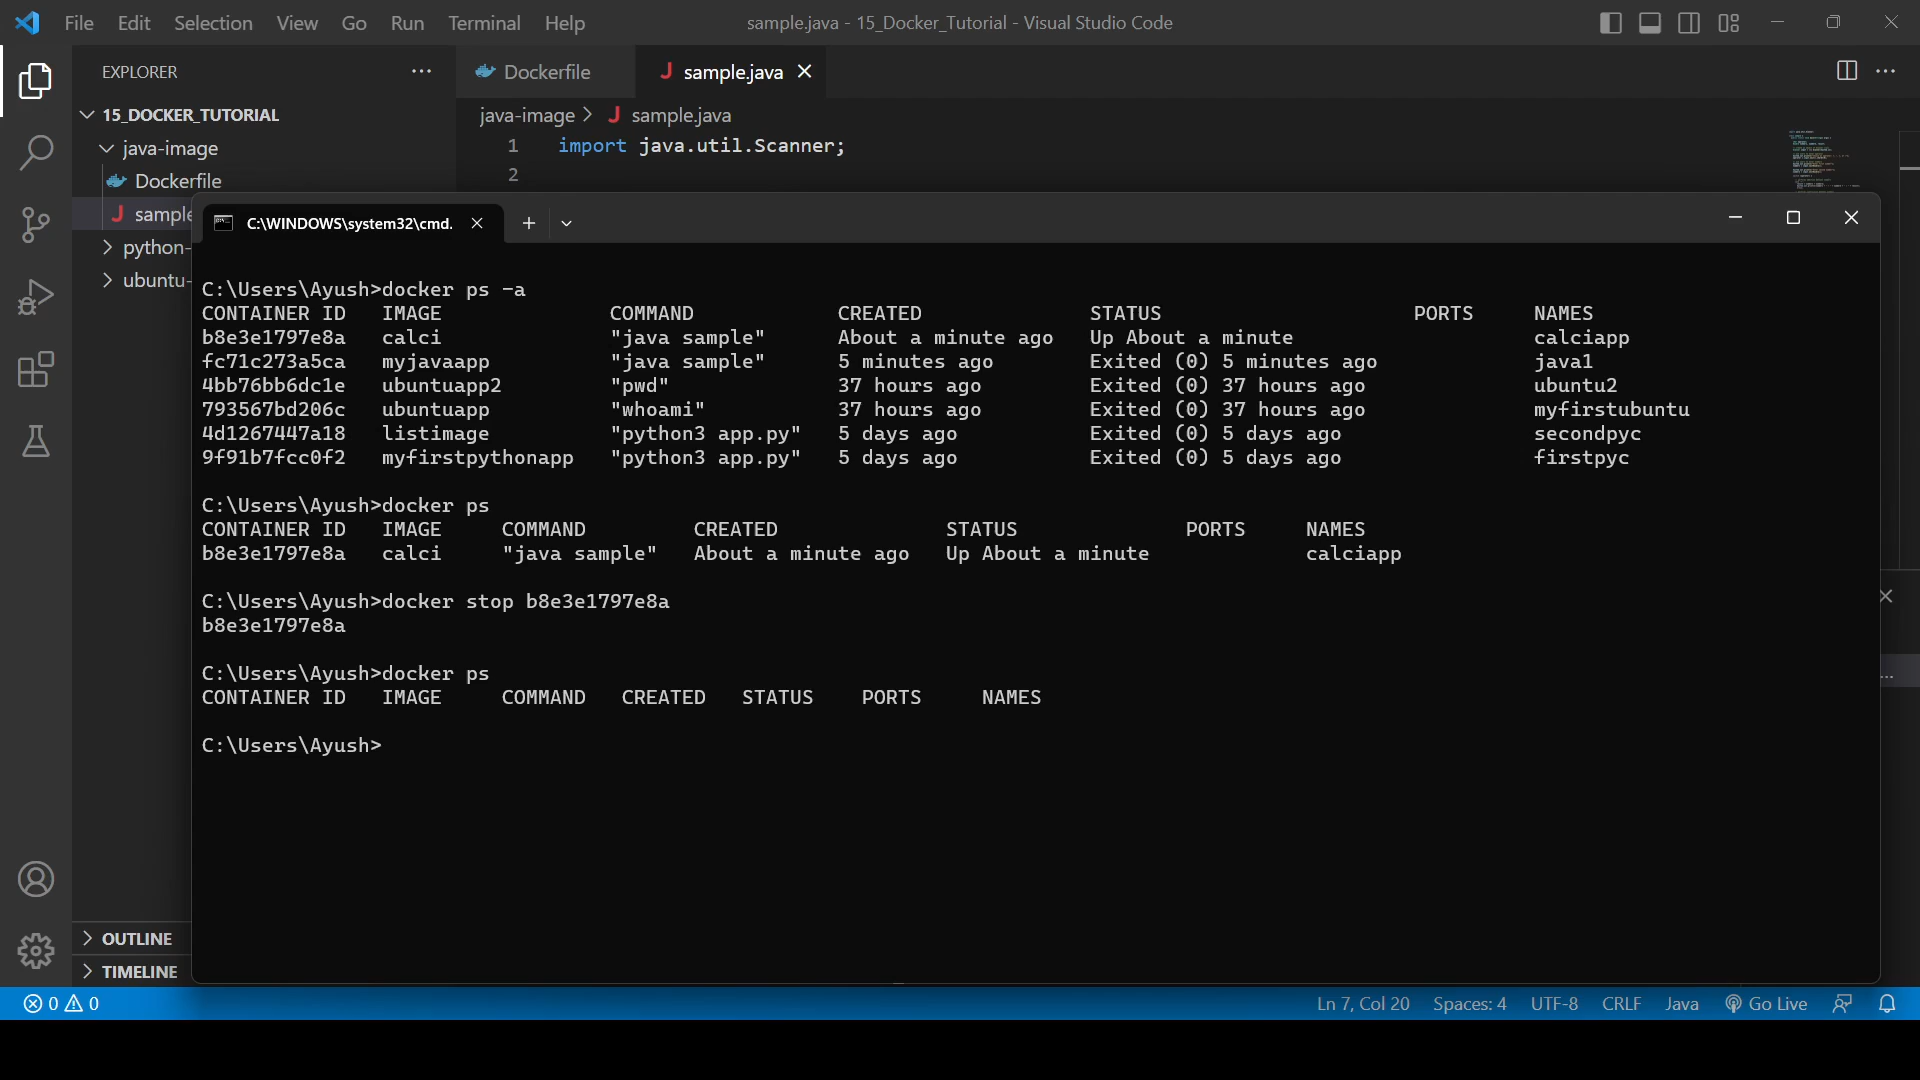 File Edit Selection View Go Run Terminal Help
sample.java - 15_Docker_Tutorial - Visual Studio Code
EXPLORER
Dockerfile
sample.java
15_DOCKER_TUTORIAL
java-image > sample.java
java-image
1 import java.util.Scanner;
2
Dockerfile
sample
python-
ubuntu-
C:\WINDOWS\system32\cmd.
C:\Users\Ayush>docker ps -a
CONTAINER ID IMAGE COMMAND CREATED STATUS PORTS NAMES
b8e3e1797e8a calci "java sample" About a minute ago Up About a minute calciapp
fc71c273a5ca myjavaapp "java sample" 5 minutes ago Exited (0) 5 minutes ago java1
4bb76bb6dc1e ubuntuapp2 "pwd" 37 hours ago Exited (0) 37 hours ago ubuntu2
793567bd206c ubuntuapp "whoami" 37 hours ago Exited (0) 37 hours ago myfirstubuntu
4d1267447a18 listimage "python3 app.py" 5 days ago Exited (0) 5 days ago secondpyc
9f91b7fcc0f2 myfirstpythonapp "python3 app.py" 5 days ago Exited (0) 5 days ago firstpyc
C:\Users\Ayush>docker ps
CONTAINER ID IMAGE COMMAND CREATED STATUS PORTS NAMES
b8e3e1797e8a calci "java sample" About a minute ago Up About a minute calciapp
C:\Users\Ayush>docker stop b8e3e1797e8a
b8e3e1797e8a
C:\Users\Ayush>docker ps
CONTAINER ID IMAGE COMMAND CREATED STATUS PORTS NAMES
C:\Users\Ayush>
OUTLINE
TIMELINE
0 0
Ln 7, Col 20 Spaces: 4 UTF-8 CRLF Java Go Live